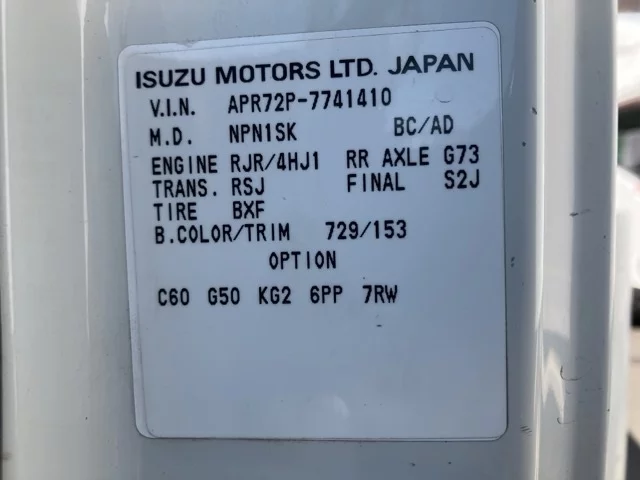 ISUZU MOTORS LTD. JAPAN
V.I.N. APR72P-7741410
M.D. NPN1SK BC/AD
ENGINE RJR/4HJ1 RR AXLE G73
TRANS. RSJ FINAL S2J
TIRE BXF
B.COLOR/TRIM 729/153
OPTION
C60 G50 KG2 6PP 7RW